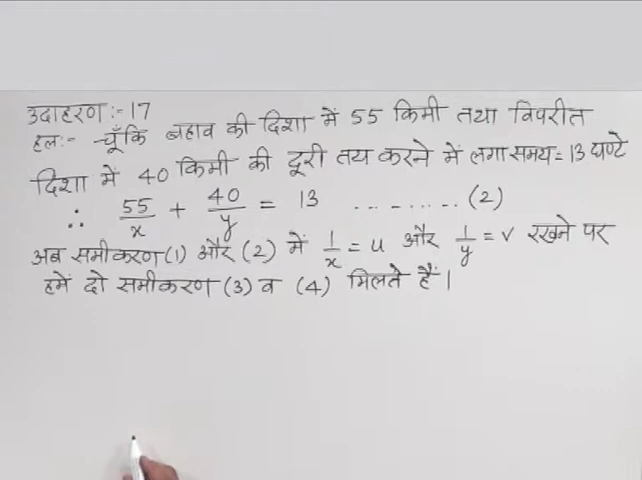 उदाहरण :- 17
हल:- चूँकि बहाव की दिशा में 55 किमी तथा विपरीत
दिशा में 40 किमी की दूरी तय करने में लगा समय = 13 घण्टे
∴ 55/x + 40/y = 13 ........ (2)
अब समीकरण (1) और (2) में 1/x = u और 1/y = v रखने पर
हमें दो समीकरण (3) व (4) मिलते हैं।